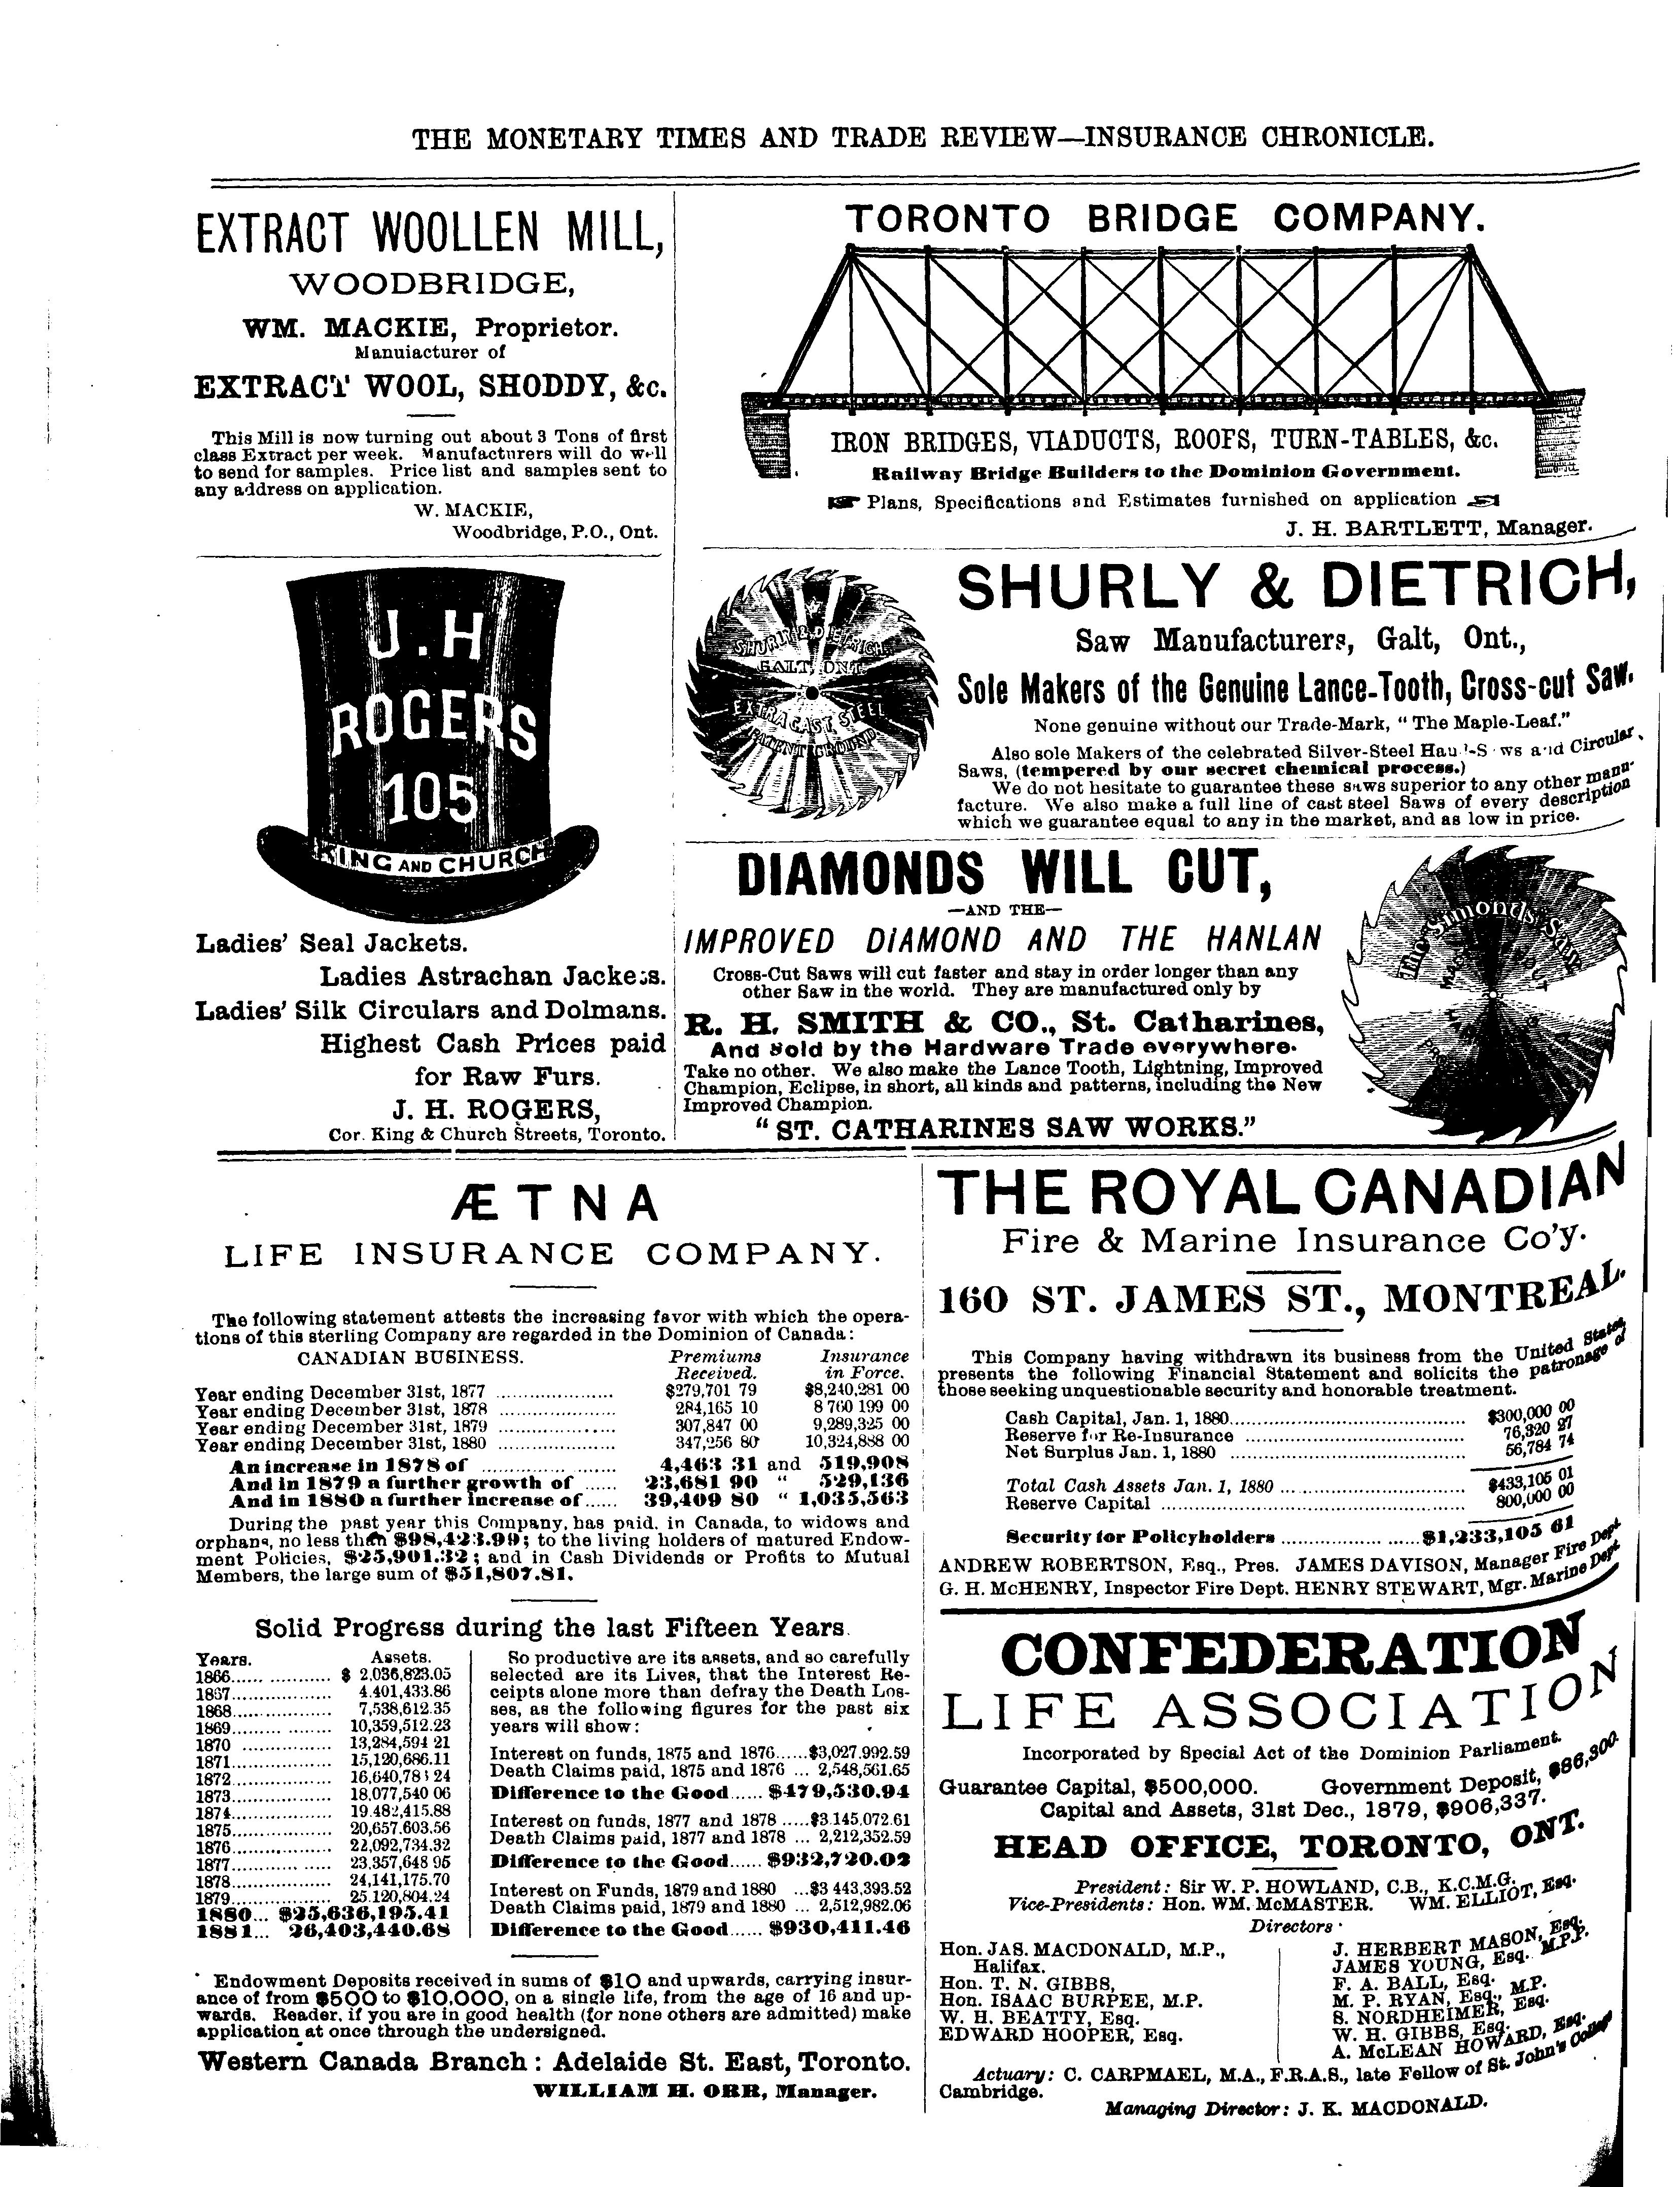 THE MONETARY TIMES AND TRADE REVIEW—INSURANCE CHRONICLE.
EXTRACT WOOLLEN MILL,
WOODBRIDGE,
WM. MACKIE, Proprietor.
Manuiacturer of
EXTRACT WOOL, SHODDY, &c.
This Mill is now turning out about 3 Tons of first
class Extract per week. Manufacturers will do well
to send for samples. Price list and samples sent to
any address on application.
W. MACKIE,
Woodbridge, P.O., Ont.
J. H
ROGERS
105
KING AND CHURCH
Ladies' Seal Jackets.
Ladies Astrachan Jackets.
Ladies' Silk Circulars and Dolmans.
Highest Cash Prices paid
for Raw Furs.
J. H. ROGERS,
Cor. King & Church Streets, Toronto.
TORONTO BRIDGE COMPANY.
IRON BRIDGES, VIADUCTS, ROOFS, TURN-TABLES, &c.
Railway Bridge Builders to the Dominion Government.
Plans, Specifications and Estimates furnished on application
J. H. BARTLETT, Manager.
SHURLY & DIETRICH
GALT, ONT.
EXTRA CAST STEEL
PATENT GROUND
SHURLY & DIETRICH,
Saw Manufacturers, Galt, Ont.,
Sole Makers of the Genuine Lance-Tooth, Cross-cut Saw.
None genuine without our Trade-Mark, "The Maple-Leaf."
Also sole Makers of the celebrated Silver-Steel Hand-Saws and Circular
Saws, (tempered by our secret chemical process.)
We do not hesitate to guarantee these saws superior to any other manu-
facture. We also make a full line of cast steel Saws of every description
which we guarantee equal to any in the market, and as low in price.
DIAMONDS WILL CUT,
—AND THE—
IMPROVED DIAMOND AND THE HANLAN
Cross-Cut Saws will cut faster and stay in order longer than any
other Saw in the world. They are manufactured only by
R. H. SMITH & CO., St. Catharines,
And Sold by the Hardware Trade everywhere.
Take no other. We also make the Lance Tooth, Lightning, Improved
Champion, Eclipse, in short, all kinds and patterns, including the New
Improved Champion.
"ST. CATHARINES SAW WORKS."
The Simonds Saw
ÆTNA
LIFE INSURANCE COMPANY.
The following statement attests the increasing favor with which the opera-
tions of this sterling Company are regarded in the Dominion of Canada:
CANADIAN BUSINESS. Premiums Insurance
Received. in Force.
Year ending December 31st, 1877 ..................... $279,701 79 $8,240,281 00
Year ending December 31st, 1878 ..................... 284,165 10 8 760 199 00
Year ending December 31st, 1879 ..................... 307,847 00 9,289,325 00
Year ending December 31st, 1880 ..................... 347,256 80 10,324,888 00
An increase in 1878 of ..................... 4,463 31 and 519,908
And in 1879 a further growth of ...... 23,681 90 " 529,136
And in 1880 a further increase of ...... 39,409 80 " 1,035,563
During the past year this Company, has paid, in Canada, to widows and
orphans, no less than $98,423.99; to the living holders of matured Endow-
ment Policies, $25,901.32; and in Cash Dividends or Profits to Mutual
Members, the large sum of $51,807.81.
Solid Progress during the last Fifteen Years.
Years. Assets.
1866................ $ 2,036,823.05
1867.................. 4.401,433.86
1868.................. 7,538,612.35
1869.................. 10,359,512.23
1870 ................ 13,284,594 21
1871.................. 15,120,686.11
1872.................. 16,640,78 24
1873.................. 18,077,540 06
1874.................. 19.482,415.88
1875.................. 20,657.603.56
1876.................. 22,092,734.32
1877.................. 23,357,648 95
1878.................. 24,141,175.70
1879.................. 25.120,804.24
1880... $25,636,195.41
1881... 26,403,440.68
So productive are its assets, and so carefully
selected are its Lives, that the Interest Re-
ceipts alone more than defray the Death Los-
ses, as the following figures for the past six
years will show:
Interest on funds, 1875 and 1876......$3,027.992.59
Death Claims paid, 1875 and 1876 ... 2,548,561.65
Difference to the Good ...... $479,530.94
Interest on funds, 1877 and 1878 .....$3.145,072.61
Death Claims paid, 1877 and 1878 ... 2,212,352.59
Difference to the Good...... $932,720.02
Interest on Funds, 1879 and 1880 ...$3 443,393.52
Death Claims paid, 1879 and 1880 ... 2,512,982.06
Difference to the Good...... $930,411.46
Endowment Deposits received in sums of $10 and upwards, carrying insur-
ance of from $500 to $10,000, on a single life, from the age of 16 and up-
wards. Reader, if you are in good health (for none others are admitted) make
application at once through the undersigned.
Western Canada Branch: Adelaide St. East, Toronto.
WILLIAM H. ORR, Manager.
THE ROYAL CANADIAN
Fire & Marine Insurance Co'y.
160 ST. JAMES ST., MONTREAL.
This Company having withdrawn its business from the United States
presents the following Financial Statement and solicits the patronage of
those seeking unquestionable security and honorable treatment.
Cash Capital, Jan. 1, 1880.......................................... $300,000 00
Reserve for Re-Insurance ....................................... 76,320 27
Net Surplus Jan. 1, 1880 .......................................... 56,784 74
Total Cash Assets Jan. 1, 1880 ................................ $433,105 01
Reserve Capital ...................................................... 800,000 00
Security for Policyholders ........................$1,233,105 61
ANDREW ROBERTSON, Esq., Pres. JAMES DAVISON, Manager Fire Dept.
G. H. McHENRY, Inspector Fire Dept. HENRY STEWART, Mgr. Marine Dept.
CONFEDERATION
LIFE ASSOCIATION
Incorporated by Special Act of the Dominion Parliament.
Guarantee Capital, $500,000. Government Deposit, $86,300.
Capital and Assets, 31st Dec., 1879, $906,337.
HEAD OFFICE, TORONTO, ONT.
President: Sir W. P. HOWLAND, C.B., K.C.M.G.
Vice-Presidents: Hon. WM. McMASTER. WM. ELLIOT, Esq.
Directors
Hon. JAS. MACDONALD, M.P.,
Halifax.
Hon. T. N. GIBBS,
Hon. ISAAC BURPEE, M.P.
W. H. BEATTY, Esq.
EDWARD HOOPER, Esq.
J. HERBERT MASON, Esq.
JAMES YOUNG, Esq. M.P.P.
F. A. BALL, Esq.
M. P. RYAN, Esq., M.P.
S. NORDHEIMER, Esq.
W. H. GIBBS, Esq.
A. McLEAN HOWARD, Esq.
Actuary: C. CARPMAEL, M.A., F.R.A.S., late Fellow of St. John's College
Cambridge.
Managing Director: J. K. MACDONALD.